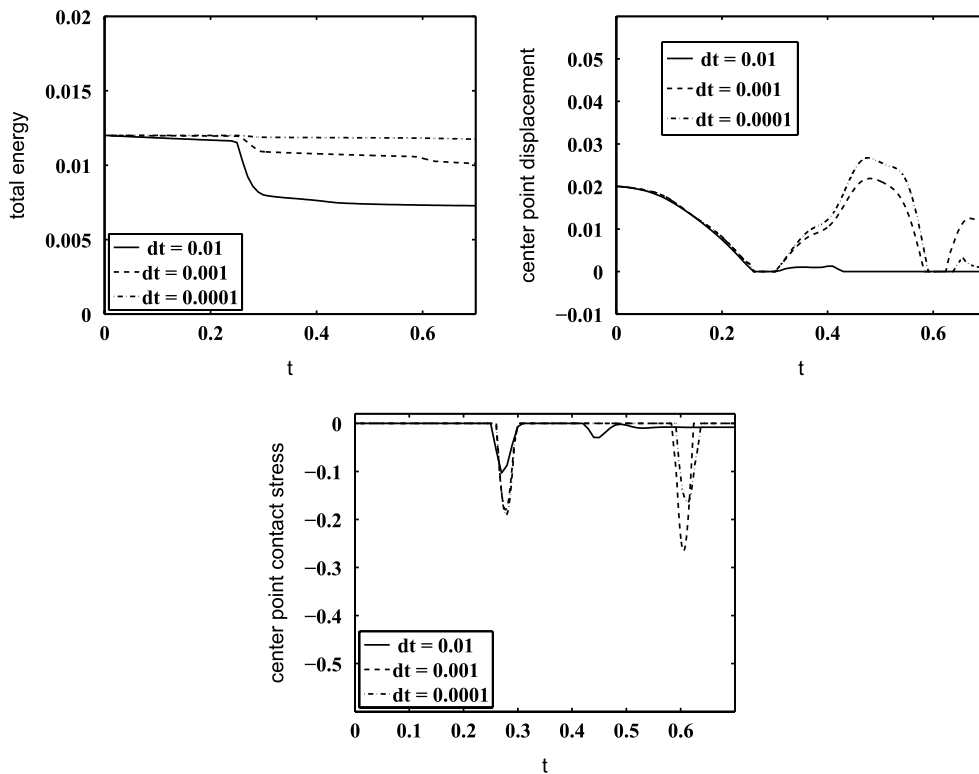 0.02
0.015
0.01
0.005
0
total energy
dt = 0.01
dt = 0.001
dt = 0.0001
0 0.2 0.4 0.6
t
0.05
0.04
0.03
0.02
0.01
0
−0.01
center point displacement
dt = 0.01
dt = 0.001
dt = 0.0001
0 0.2 0.4 0.6
t
0
−0.1
−0.2
−0.3
−0.4
−0.5
center point contact stress
dt = 0.01
dt = 0.001
dt = 0.0001
0 0.1 0.2 0.3 0.4 0.5 0.6
t